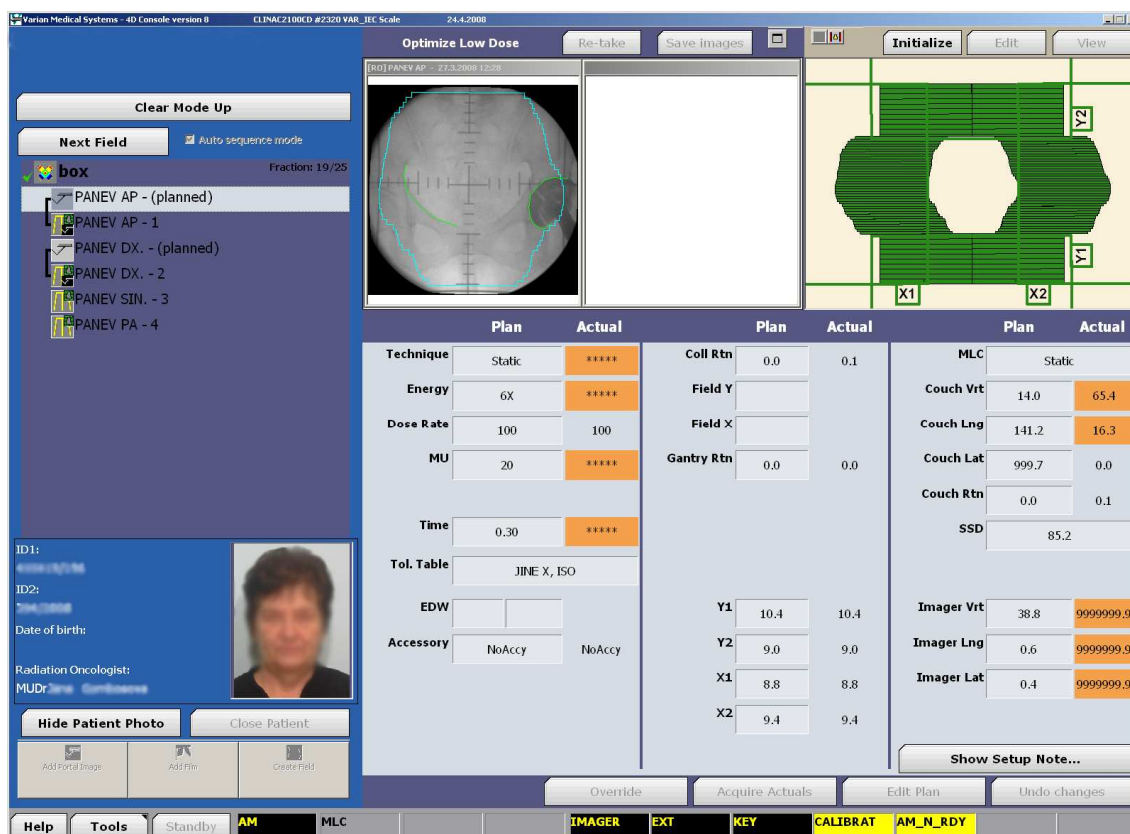 Varian Medical Systems - 4D Console version 8 CLINAC2100CD #2320 VAR_IEC Scale 24.4.2008
Optimize Low Dose Re-take Save images Initialize Edit View
[RO] PANEV AP - 27.3.2008 12:28
Clear Mode Up
Next Field Auto sequence mode
box Fraction: 19/25
PANEV AP - (planned)
PANEV AP - 1
PANEV DX. - (planned)
PANEV DX. - 2
PANEV SIN. - 3
PANEV PA - 4
Y2
Y1
X1 X2
Plan Actual Plan Actual Plan Actual
Technique Static ***** Coll Rtn 0.0 0.1 MLC Static
Energy 6X ***** Field Y Couch Vrt 14.0 65.4
Dose Rate 100 100 Field X Couch Lng 141.2 16.3
MU 20 ***** Gantry Rtn 0.0 0.0 Couch Lat 999.7 0.0
Couch Rtn 0.0 0.1
Time 0.30 ***** SSD 85.2
Tol. Table JINE X, ISO
EDW Y1 10.4 10.4 Imager Vrt 38.8 9999999.9
Accessory NoAccy NoAccy Y2 9.0 9.0 Imager Lng 0.6 9999999.9
X1 8.8 8.8 Imager Lat 0.4 9999999.9
X2 9.4 9.4
ID1:
ID2:
Date of birth:
Radiation Oncologist:
MUDr
Hide Patient Photo Close Patient
Add Portal Image Add Film Create Field
Show Setup Note...
Override Acquire Actuals Edit Plan Undo changes
Help Tools Standby AM MLC IMAGER EXT KEY CALIBRAT AM_N_RDY